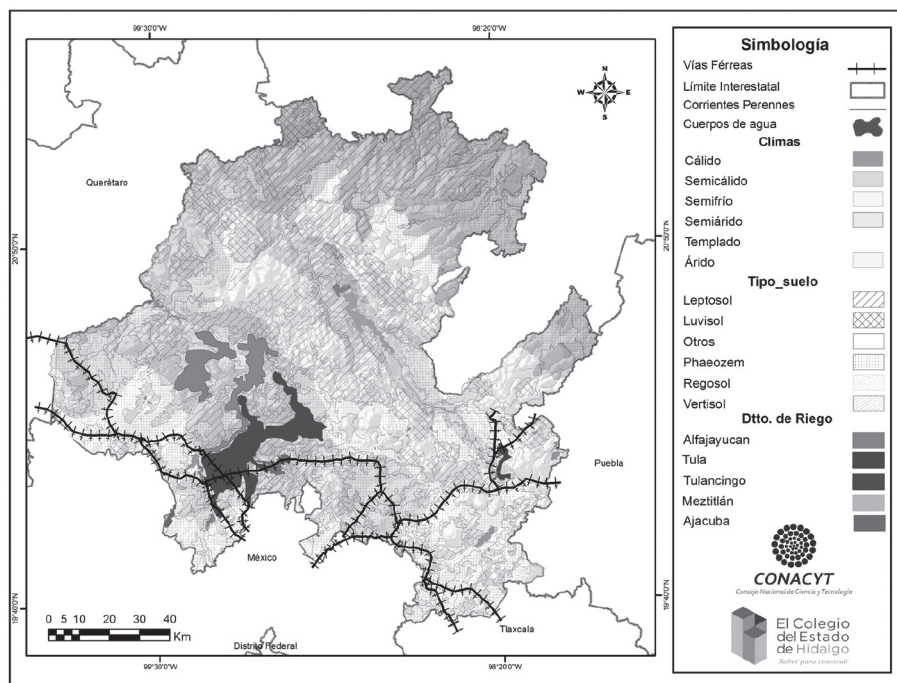 99°30'0"W
98°20'0"W
N
W
E
S
Querétaro
20°50'0"N
20°50'0"N
Puebla
México
19°40'0"N
19°40'0"N
0 5 10 20 30 40
Km
Tlaxcala
Distrito Federal
99°30'0"W
98°20'0"W
Simbología
Vías Férreas
Límite Interestatal
Corrientes Perennes
Cuerpos de agua
Climas
Cálido
Semicálido
Semifrío
Semiárido
Templado
Árido
Tipo_suelo
Leptosol
Luvisol
Otros
Phaeozem
Regosol
Vertisol
Dtto. de Riego
Alfajayucan
Tula
Tulancingo
Meztitlán
Ajacuba
CONACYT
Consejo Nacional de Ciencia y Tecnología
El Colegio
del Estado
de Hidalgo
Saber para construir